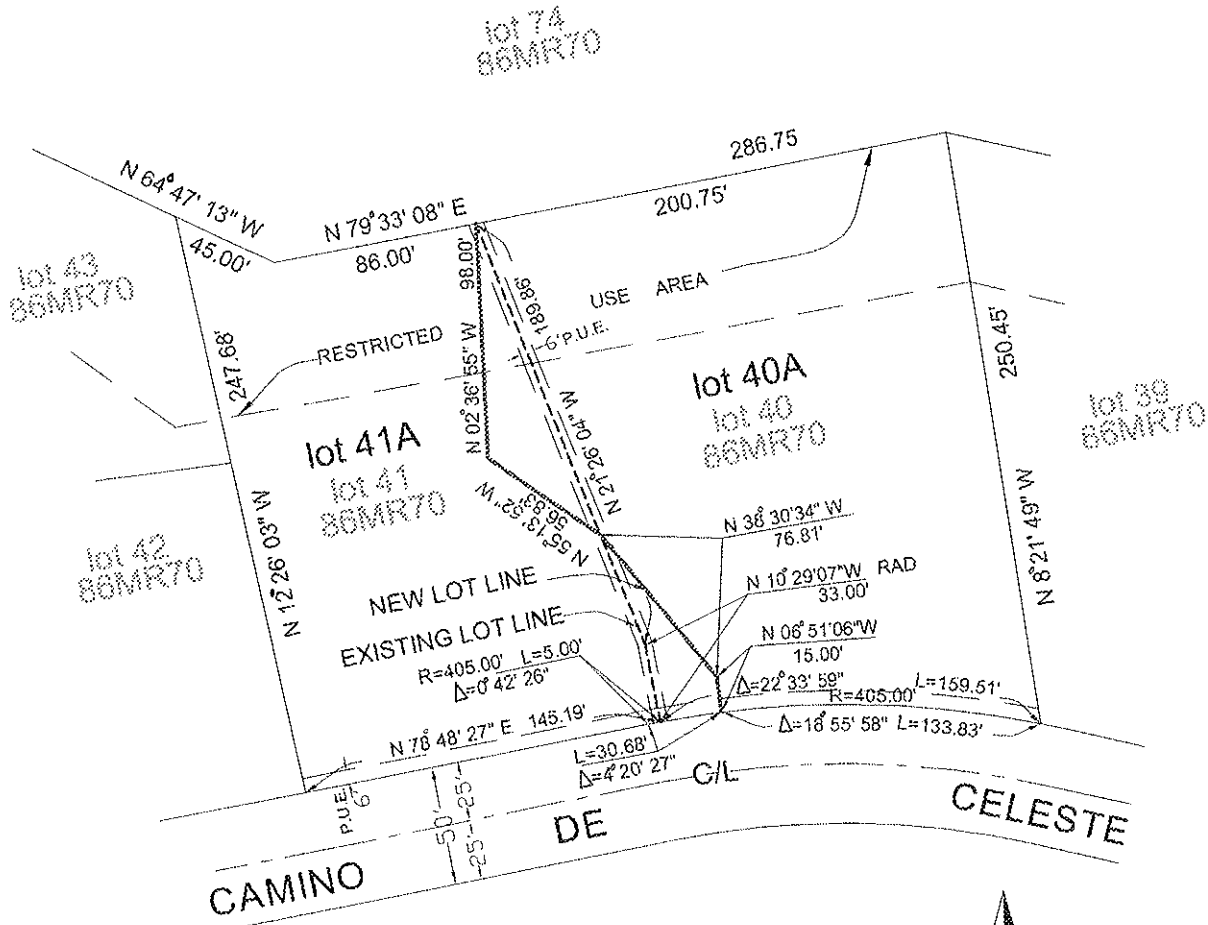 lot 74
86MR70
286.75
N 64° 47' 13" W
45.00'
N 79° 33' 08" E
86.00'
200.75'
lot 43
86MR70
98.00'
189.86'
USE AREA
6' P.U.E.
RESTRICTED
247.68'
N 02° 36' 55" W
250.45'
lot 40A
lot 40
86MR70
lot 39
86MR70
lot 41A
lot 41
86MR70
N 21° 26' 04" W
N 55° 13' 52" W
56.83'
N 38° 30' 34" W
76.81'
lot 42
86MR70
N 12° 26' 03" W
N 8° 21' 49" W
NEW LOT LINE
N 10° 29' 07" W RAD
33.00'
EXISTING LOT LINE
N 06° 51' 06" W
15.00'
R=405.00' L=5.00'
Δ=0° 42' 26"
Δ=22° 33' 59" R=405.00' L=159.51'
N 78° 48' 27" E 145.19'
Δ=18° 55' 58" L=133.83'
L=30.68'
Δ=4° 20' 27"
P.U.E.
6'
50'
25'
25'
C/L
CAMINO DE CELESTE